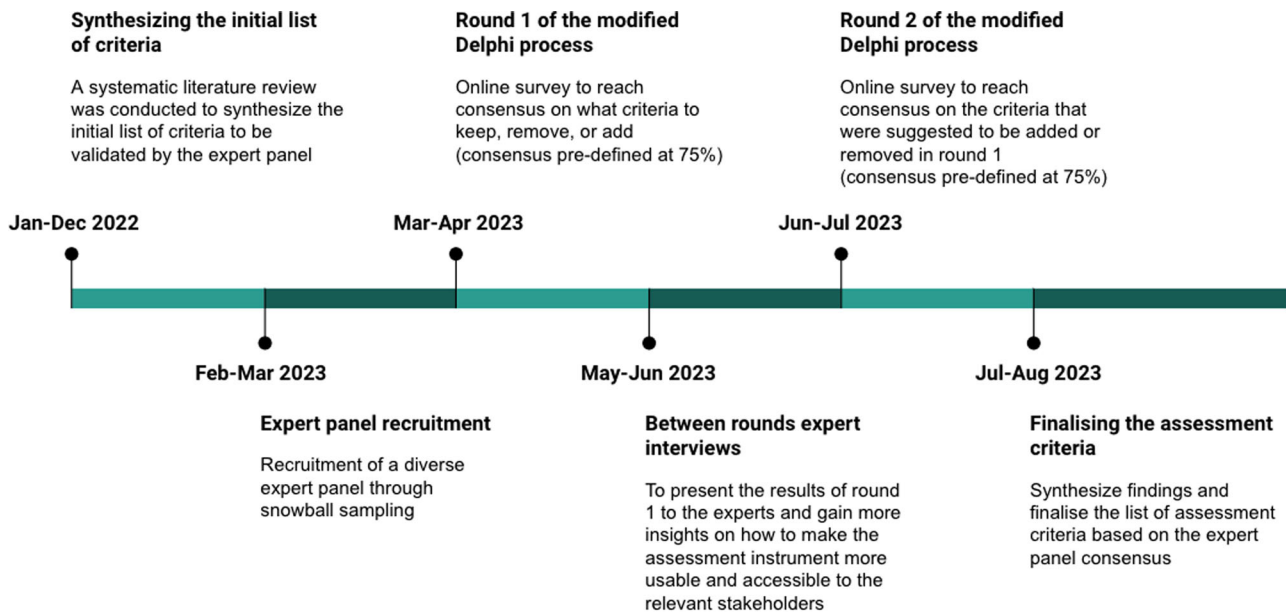 Synthesizing the initial list
of criteria
A systematic literature review
was conducted to synthesize the
initial list of criteria to be
validated by the expert panel
Round 1 of the modified
Delphi process
Online survey to reach
consensus on what criteria to
keep, remove, or add
(consensus pre-defined at 75%)
Round 2 of the modified
Delphi process
Online survey to reach
consensus on the criteria that
were suggested to be added or
removed in round 1
(consensus pre-defined at 75%)
Jan-Dec 2022
Mar-Apr 2023
Jun-Jul 2023
Feb-Mar 2023
May-Jun 2023
Jul-Aug 2023
Expert panel recruitment
Recruitment of a diverse
expert panel through
snowball sampling
Between rounds expert
interviews
To present the results of round
1 to the experts and gain more
insights on how to make the
assessment instrument more
usable and accessible to the
relevant stakeholders
Finalising the assessment
criteria
Synthesize findings and
finalise the list of assessment
criteria based on the expert
panel consensus